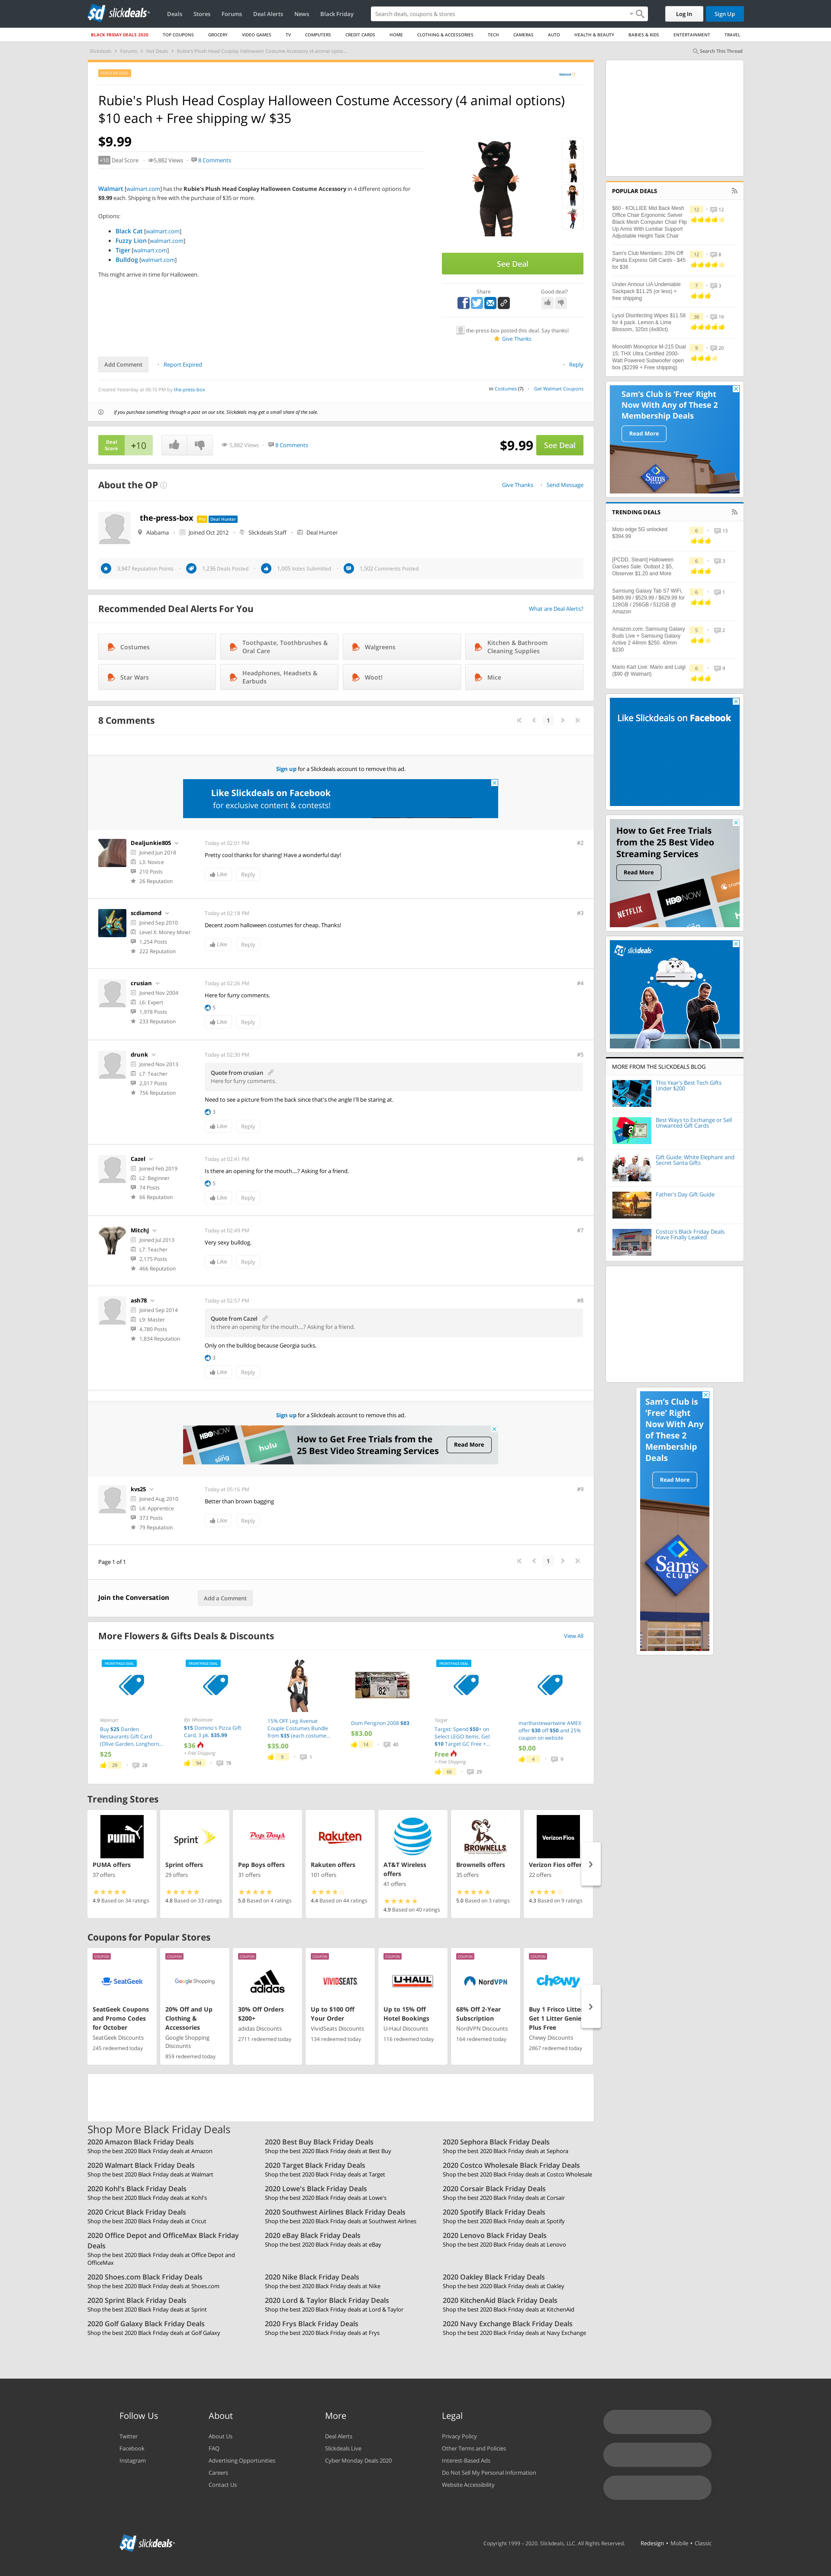 slickdeals
Deals Stores Forums Deal Alerts News Black Friday
Search deals, coupons & stores
Log In Sign Up
BLACK FRIDAY DEALS 2020 TOP COUPONS GROCERY VIDEO GAMES TV COMPUTERS CREDIT CARDS HOME CLOTHING & ACCESSORIES TECH CAMERAS AUTO HEALTH & BEAUTY BABIES & KIDS ENTERTAINMENT TRAVEL
Slickdeals Forums Hot Deals Rubie's Plush Head Cosplay Halloween Costume Accessory (4 animal optio...
Search This Thread
Rubie's Plush Head Cosplay Halloween Costume Accessory (4 animal options)
$10 each + Free shipping w/ $35
$9.99
+10 Deal Score 5,882 Views 8 Comments
Walmart [walmart.com] has the Rubie's Plush Head Cosplay Halloween Costume Accessory in 4 different options for
$9.99 each. Shipping is free with the purchase of $35 or more.
Options:
Black Cat [walmart.com]
Fuzzy Lion [walmart.com]
Tiger [walmart.com]
Bulldog [walmart.com]
This might arrive in time for Halloween.
See Deal
Share Good deal?
the-press-box posted this deal. Say thanks!
Give Thanks
Add Comment Report Expired Reply
Created Yesterday at 06:10 PM by the-press-box
in Costumes (7) Get Walmart Coupons
If you purchase something through a post on our site, Slickdeals may get a small share of the sale.
Deal
Score +10 5,882 Views 8 Comments $9.99 See Deal
About the OP Give Thanks Send Message
the-press-box Pro Deal Hunter
Alabama Joined Oct 2012 Slickdeals Staff Deal Hunter
3,947 Reputation Points 1,236 Deals Posted 1,005 Votes Submitted 1,502 Comments Posted
Recommended Deal Alerts For You What are Deal Alerts?
Costumes
Toothpaste, Toothbrushes &
Oral Care
Walgreens
Kitchen & Bathroom
Cleaning Supplies
Star Wars
Headphones, Headsets &
Earbuds
Woot!
Mice
8 Comments 1
Sign up for a Slickdeals account to remove this ad.
Like Slickdeals on Facebook
for exclusive content & contests!
Dealjunkie805 Today at 02:01 PM #2
Joined Jun 2018
L3: Novice
210 Posts
26 Reputation
Pretty cool thanks for sharing! Have a wonderful day!
Like Reply
scdiamond Today at 02:18 PM #3
Joined Sep 2010
Level X: Money Miner
1,254 Posts
222 Reputation
Decent zoom halloween costumes for cheap. Thanks!
Like Reply
crusian Today at 02:26 PM #4
Joined Nov 2004
L6: Expert
1,978 Posts
233 Reputation
Here for furry comments.
5
Like Reply
drunk Today at 02:30 PM #5
Joined Nov 2013
L7: Teacher
2,017 Posts
756 Reputation
Quote from crusian
Here for furry comments.
Need to see a picture from the back since that's the angle I'll be staring at.
3
Like Reply
Cazel Today at 02:41 PM #6
Joined Feb 2019
L2: Beginner
74 Posts
66 Reputation
Is there an opening for the mouth....? Asking for a friend.
5
Like Reply
MitchJ Today at 02:49 PM #7
Joined Jul 2013
L7: Teacher
2,175 Posts
466 Reputation
Very sexy bulldog.
Like Reply
ash78 Today at 02:57 PM #8
Joined Sep 2014
L9: Master
4,780 Posts
1,834 Reputation
Quote from Cazel
Is there an opening for the mouth....? Asking for a friend.
Only on the bulldog because Georgia sucks.
3
Like Reply
Sign up for a Slickdeals account to remove this ad.
HBO NOW sling hulu
How to Get Free Trials from the
25 Best Video Streaming Services
Read More
kvs25 Today at 05:16 PM #9
Joined Aug 2010
L4: Apprentice
373 Posts
79 Reputation
Better than brown bagging
Like Reply
Page 1 of 1 1
Join the Conversation Add a Comment
More Flowers & Gifts Deals & Discounts View All
FRONTPAGE DEAL
Walmart
Buy $25 Darden
Restaurants Gift Card
(Olive Garden, Longhorn...
$25
29 28
FRONTPAGE DEAL
BJs Wholesale
$15 Domino's Pizza Gift
Card, 3 pk. $35.99
$36
+ Free Shipping
94 78
15% OFF Leg Avenue
Couple Costumes Bundle
from $35 (each costume...
$35.00
9 1
Dom Perignon 2008 $83
$83.00
14 40
FRONTPAGE DEAL
Target
Target: Spend $50+ on
Select LEGO Items, Get
$10 Target GC Free +...
Free
+ Free Shipping
66 29
marthastewartwine AMEX
offer $30 off $50 and 25%
coupon on website
$0.00
4 9
Trending Stores
PUMA offers
37 offers
4.9 Based on 34 ratings
Sprint offers
29 offers
4.8 Based on 33 ratings
Pep Boys offers
31 offers
5.0 Based on 4 ratings
Rakuten offers
101 offers
4.4 Based on 44 ratings
AT&T Wireless
offers
41 offers
4.9 Based on 40 ratings
Brownells offers
35 offers
5.0 Based on 3 ratings
Verizon Fios offer
22 offers
4.3 Based on 9 ratings
Coupons for Popular Stores
COUPON
SeatGeek
SeatGeek Coupons
and Promo Codes
for October
SeatGeek Discounts
245 redeemed today
COUPON
Google Shopping
20% Off and Up
Clothing &
Accessories
Google Shopping
Discounts
859 redeemed today
COUPON
adidas
30% Off Orders
$200+
adidas Discounts
2711 redeemed today
COUPON
VIVIDSEATS
Up to $100 Off
Your Order
VividSeats Discounts
134 redeemed today
COUPON
U-HAUL
Up to 15% Off
Hotel Bookings
U-Haul Discounts
116 redeemed today
COUPON
NordVPN
68% Off 2-Year
Subscription
NordVPN Discounts
164 redeemed today
COUPON
chewy
Buy 1 Frisco Litter
Get 1 Litter Genie
Plus Free
Chewy Discounts
2867 redeemed today
Shop More Black Friday Deals
2020 Amazon Black Friday Deals
Shop the best 2020 Black Friday deals at Amazon
2020 Best Buy Black Friday Deals
Shop the best 2020 Black Friday deals at Best Buy
2020 Sephora Black Friday Deals
Shop the best 2020 Black Friday deals at Sephora
2020 Walmart Black Friday Deals
Shop the best 2020 Black Friday deals at Walmart
2020 Target Black Friday Deals
Shop the best 2020 Black Friday deals at Target
2020 Costco Wholesale Black Friday Deals
Shop the best 2020 Black Friday deals at Costco Wholesale
2020 Kohl's Black Friday Deals
Shop the best 2020 Black Friday deals at Kohl's
2020 Lowe's Black Friday Deals
Shop the best 2020 Black Friday deals at Lowe's
2020 Corsair Black Friday Deals
Shop the best 2020 Black Friday deals at Corsair
2020 Cricut Black Friday Deals
Shop the best 2020 Black Friday deals at Cricut
2020 Southwest Airlines Black Friday Deals
Shop the best 2020 Black Friday deals at Southwest Airlines
2020 Spotify Black Friday Deals
Shop the best 2020 Black Friday deals at Spotify
2020 Office Depot and OfficeMax Black Friday
Deals
Shop the best 2020 Black Friday deals at Office Depot and
OfficeMax
2020 eBay Black Friday Deals
Shop the best 2020 Black Friday deals at eBay
2020 Lenovo Black Friday Deals
Shop the best 2020 Black Friday deals at Lenovo
2020 Shoes.com Black Friday Deals
Shop the best 2020 Black Friday deals at Shoes.com
2020 Nike Black Friday Deals
Shop the best 2020 Black Friday deals at Nike
2020 Oakley Black Friday Deals
Shop the best 2020 Black Friday deals at Oakley
2020 Sprint Black Friday Deals
Shop the best 2020 Black Friday deals at Sprint
2020 Lord & Taylor Black Friday Deals
Shop the best 2020 Black Friday deals at Lord & Taylor
2020 KitchenAid Black Friday Deals
Shop the best 2020 Black Friday deals at KitchenAid
2020 Golf Galaxy Black Friday Deals
Shop the best 2020 Black Friday deals at Golf Galaxy
2020 Frys Black Friday Deals
Shop the best 2020 Black Friday deals at Frys
2020 Navy Exchange Black Friday Deals
Shop the best 2020 Black Friday deals at Navy Exchange
POPULAR DEALS
$60 - KOLLIEE Mid Back Mesh
Office Chair Ergonomic Swivel
Black Mesh Computer Chair Flip
Up Arms With Lumbar Support
Adjustable Height Task Chair
12 12
Sam's Club Members: 20% Off
Panda Express Gift Cards - $45
for $36
12 8
Under Armour UA Undeniable
Sackpack $11.25 (or less) +
free shipping
7 3
Lysol Disinfecting Wipes $11.58
for 4 pack. Lemon & Lime
Blossom, 320ct (4x80ct)
38 19
Monolith Monoprice M-215 Dual
15; THX Ultra Certified 2000-
Watt Powered Subwoofer open
box ($2299 + Free shipping)
9 20
Sam's Club is 'Free' Right
Now With Any of These 2
Membership Deals
Read More
TRENDING DEALS
Moto edge 5G unlocked
$394.99
6 13
[PCDD, Steam] Halloween
Games Sale: Outlast 2 $5,
Observer $1.20 and More
6 3
Samsung Galaxy Tab S7 WiFi,
$499.99 / $529.99 / $629.99 for
128GB / 256GB / 512GB @
Amazon
6 1
Amazon.com: Samsung Galaxy
Buds Live + Samsung Galaxy
Active 2 44mm $250. 40mm
$230
5 2
Mario Kart Live: Mario and Luigi
($90 @ Walmart)
6 9
Like Slickdeals on Facebook
How to Get Free Trials
from the 25 Best Video
Streaming Services
Read More
NETFLIX HBO NOW
slickdeals
MORE FROM THE SLICKDEALS BLOG
This Year's Best Tech Gifts
Under $200
Best Ways to Exchange or Sell
Unwanted Gift Cards
Gift Guide: White Elephant and
Secret Santa Gifts
Father's Day Gift Guide
Costco's Black Friday Deals
Have Finally Leaked
Sam's Club is
'Free' Right
Now With Any
of These 2
Membership
Deals
Read More
Sam's
CLUB
Follow Us
Twitter
Facebook
Instagram
About
About Us
FAQ
Advertising Opportunities
Careers
Contact Us
More
Deal Alerts
Slickdeals Live
Cyber Monday Deals 2020
Legal
Privacy Policy
Other Terms and Policies
Interest-Based Ads
Do Not Sell My Personal Information
Website Accessibility
slickdeals
Copyright 1999 – 2020. Slickdeals, LLC. All Rights Reserved. Redesign • Mobile • Classic